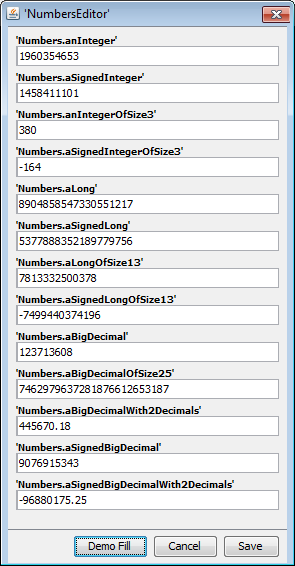 'NumbersEditor'
'Numbers.anInteger'
1960354653
'Numbers.aSignedInteger'
1458411101
'Numbers.anIntegerOfSize3'
380
'Numbers.aSignedIntegerOfSize3'
-164
'Numbers.aLong'
8904858547330551217
'Numbers.aSignedLong'
5377888352189779756
'Numbers.aLongOfSize13'
7813332500378
'Numbers.aSignedLongOfSize13'
-7499440374196
'Numbers.aBigDecimal'
123713608
'Numbers.aBigDecimalOfSize25'
7462979637281876612653187
'Numbers.aBigDecimalWith2Decimals'
445670.18
'Numbers.aSignedBigDecimal'
9076915343
'Numbers.aSignedBigDecimalWith2Decimals'
-96880175.25
Demo Fill Cancel Save